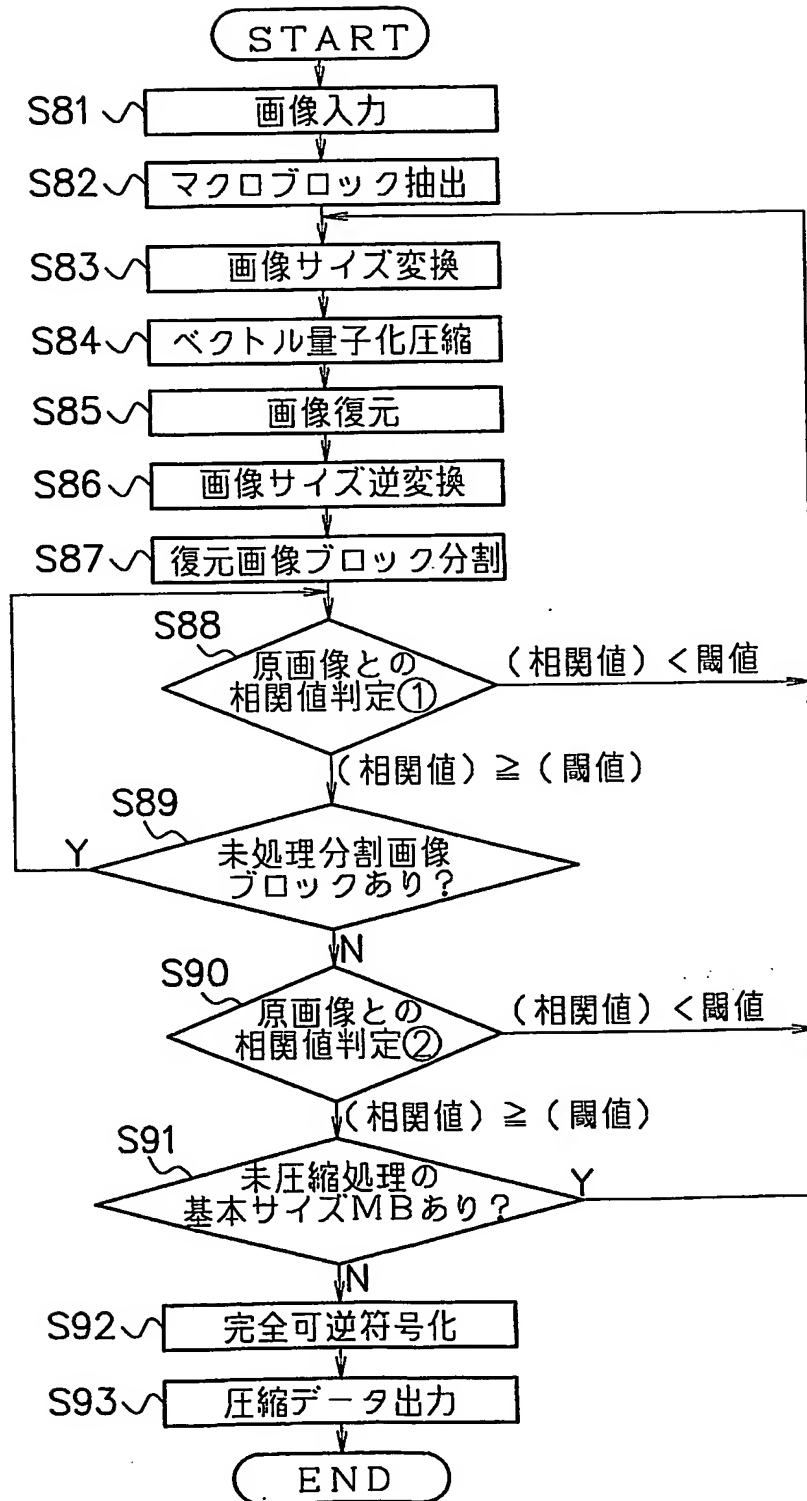 START
S81
画像入力
S82
マクロブロック抽出
S83
画像サイズ変換
S84
ベクトル量子化圧縮
S85
画像復元
S86
画像サイズ逆変換
S87
復元画像ブロック分割
S88
原画像との
相関値判定①
(相関値)<閾値
(相関値)≧(閾値)
S89
Y
未処理分割画像
ブロックあり?
N
S90
原画像との
相関値判定②
(相関値)<閾値
(相関値)≧(閾値)
S91
未圧縮処理の
基本サイズMBあり?
Y
N
S92
完全可逆符号化
S93
圧縮データ出力
END